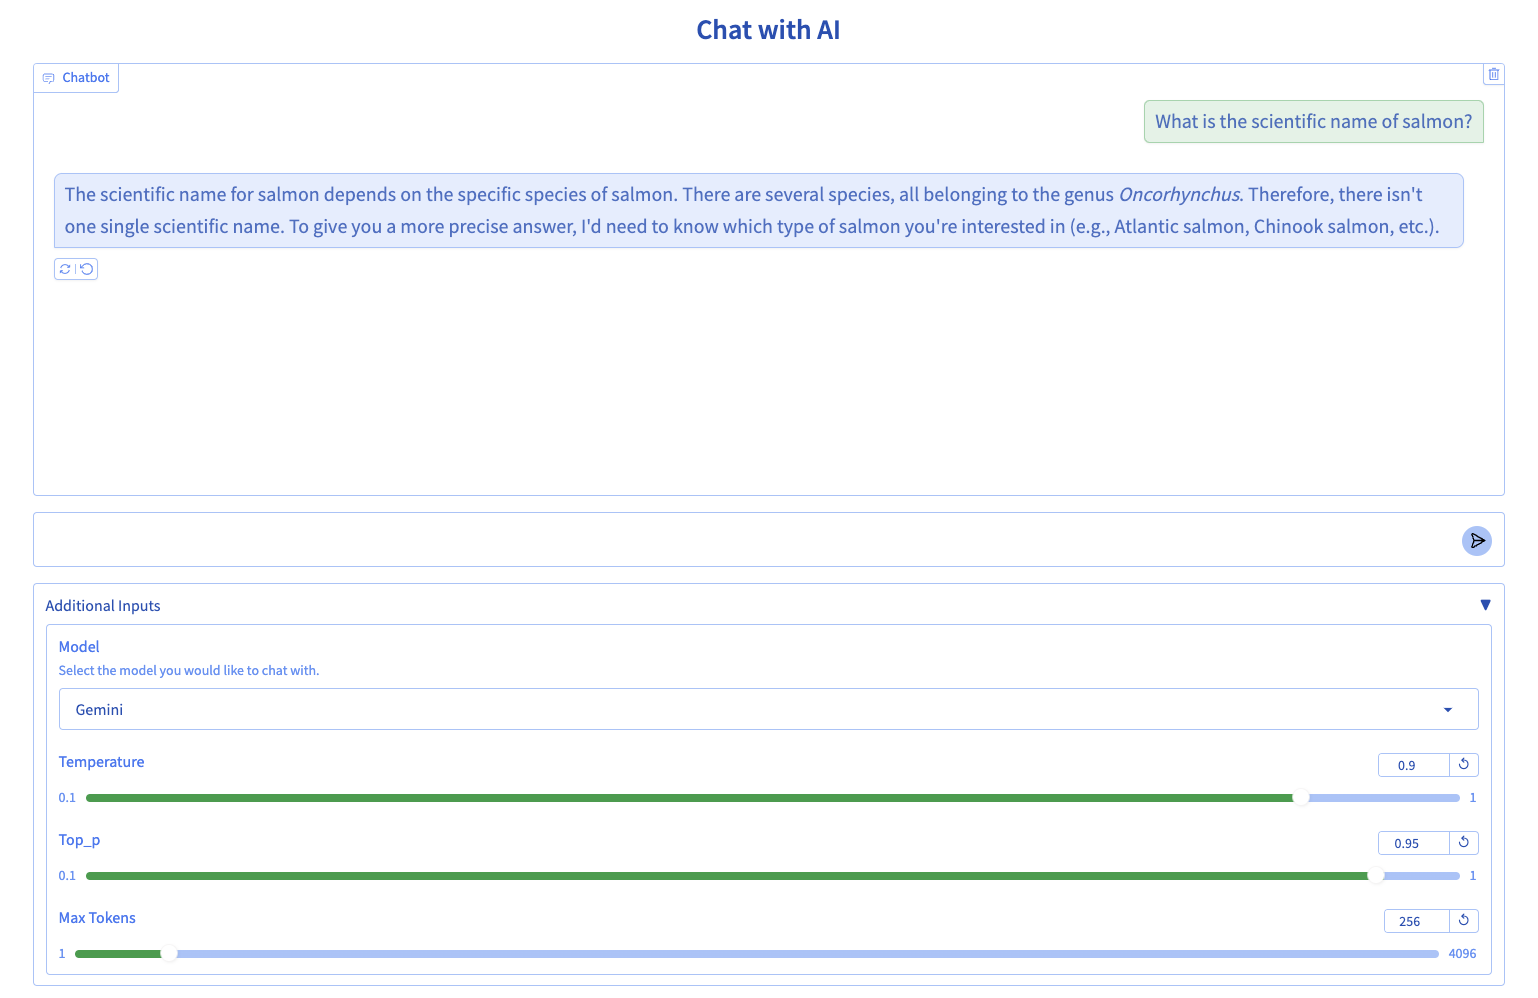 Chat with AI
Chatbot
What is the scientific name of salmon?
The scientific name for salmon depends on the specific species of salmon. There are several species, all belonging to the genus Oncorhynchus. Therefore, there isn't
one single scientific name. To give you a more precise answer, I'd need to know which type of salmon you're interested in (e.g., Atlantic salmon, Chinook salmon, etc.).
Additional Inputs
Model
Select the model you would like to chat with.
Gemini
Temperature
0.9
0.1
1
Top_p
0.95
0.1
1
Max Tokens
256
1
4096